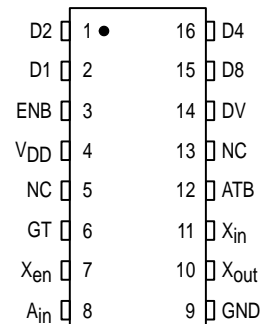 D2 1 16 D4
D1 2 15 D8
ENB 3 14 DV
VDD 4 13 NC
NC 5 12 ATB
GT 6 11 Xin
Xen 7 10 Xout
Ain 8 9 GND